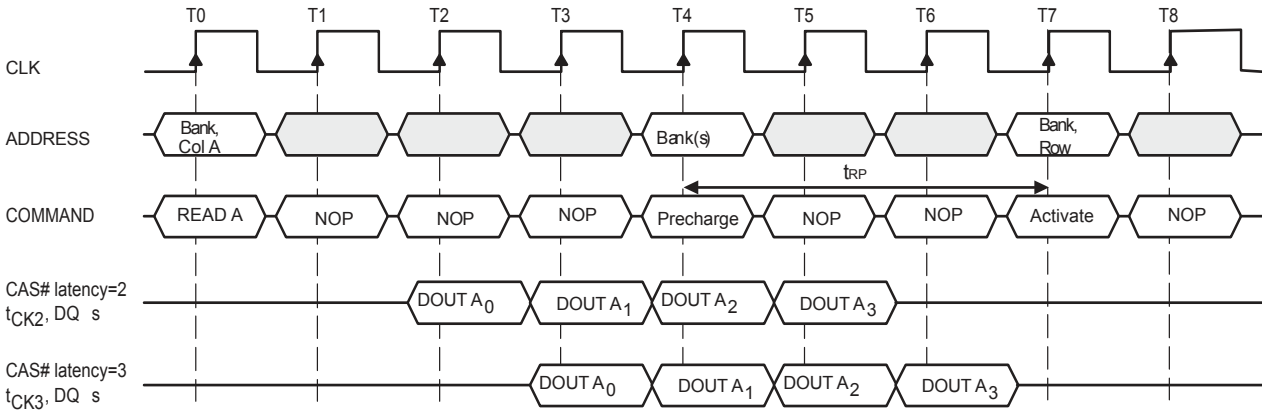 T0 T1 T2 T3 T4 T5 T6 T7 T8
CLK
ADDRESS
Bank,
Col A
Bank(s)
Bank,
Row
tRP
COMMAND
READ A NOP NOP NOP Precharge NOP NOP Activate NOP
CAS# latency=2
tCK2, DQ s
DOUT A0 DOUT A1 DOUT A2 DOUT A3
CAS# latency=3
tCK3, DQ s
DOUT A0 DOUT A1 DOUT A2 DOUT A3